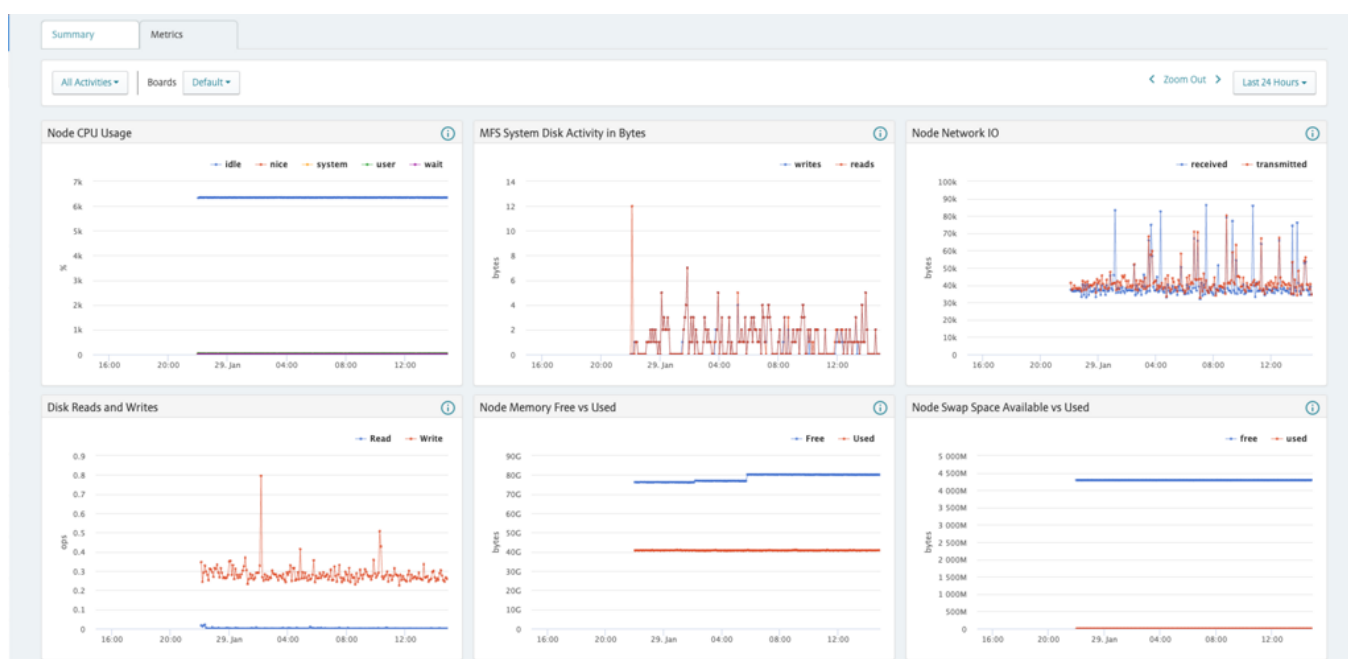 Summary Metrics
All Activities Boards Default Zoom Out Last 24 Hours
Node CPU Usage
idle nice system user wait
7k
6k
5k
4k
%
3k
2k
1k
0
16:00 20:00 29. Jan 04:00 08:00 12:00
MFS System Disk Activity in Bytes
writes reads
14
12
10
8
bytes
6
4
2
0
16:00 20:00 29. Jan 04:00 08:00 12:00
Node Network IO
received transmitted
100k
90k
80k
70k
60k
50k
bytes
40k
30k
20k
10k
0
16:00 20:00 29. Jan 04:00 08:00 12:00
Disk Reads and Writes
Read Write
0.9
0.8
0.7
0.6
0.5
ops
0.4
0.3
0.2
0.1
0
16:00 20:00 29. Jan 04:00 08:00 12:00
Node Memory Free vs Used
Free Used
90G
80G
70G
60G
50G
bytes
40G
30G
20G
10G
0
16:00 20:00 29. Jan 04:00 08:00 12:00
Node Swap Space Available vs Used
free used
5 000M
4 500M
4 000M
3 500M
3 000M
bytes
2 500M
2 000M
1 500M
1 000M
500M
0
16:00 20:00 29. Jan 04:00 08:00 12:00